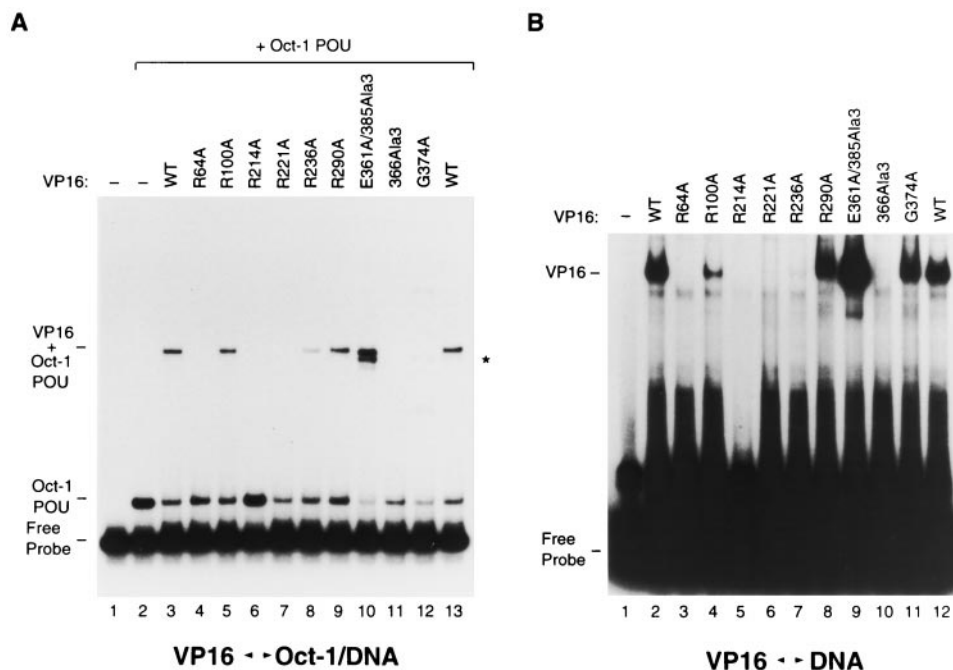 A
+ Oct-1 POU
VP16: – – WT R64A R100A R214A R221A R236A R290A E361A/385Ala3 366Ala3 G374A WT
VP16
+
Oct-1
POU
–
★
Oct-1
POU
–
Free
Probe
–
1 2 3 4 5 6 7 8 9 10 11 12 13
VP16 ◄ ► Oct-1/DNA
B
VP16: – WT R64A R100A R214A R221A R236A R290A E361A/385Ala3 366Ala3 G374A WT
VP16 –
Free
Probe
–
1 2 3 4 5 6 7 8 9 10 11 12
VP16 ◄ ► DNA